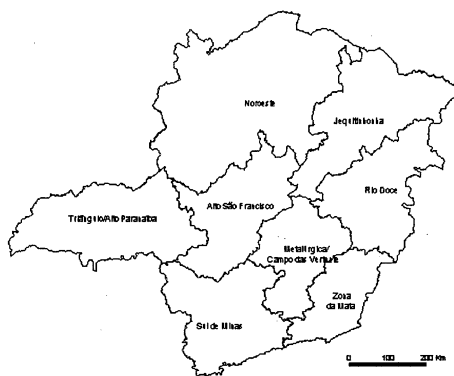 Noroeste
Jequitinhonha
Rio Doce
Alto São Francisco
Triângulo/Alto Paranaíba
Metalúrgica/
Campo das Vertente
Zona
da Mata
Sul de Minas
0 100 200 Km